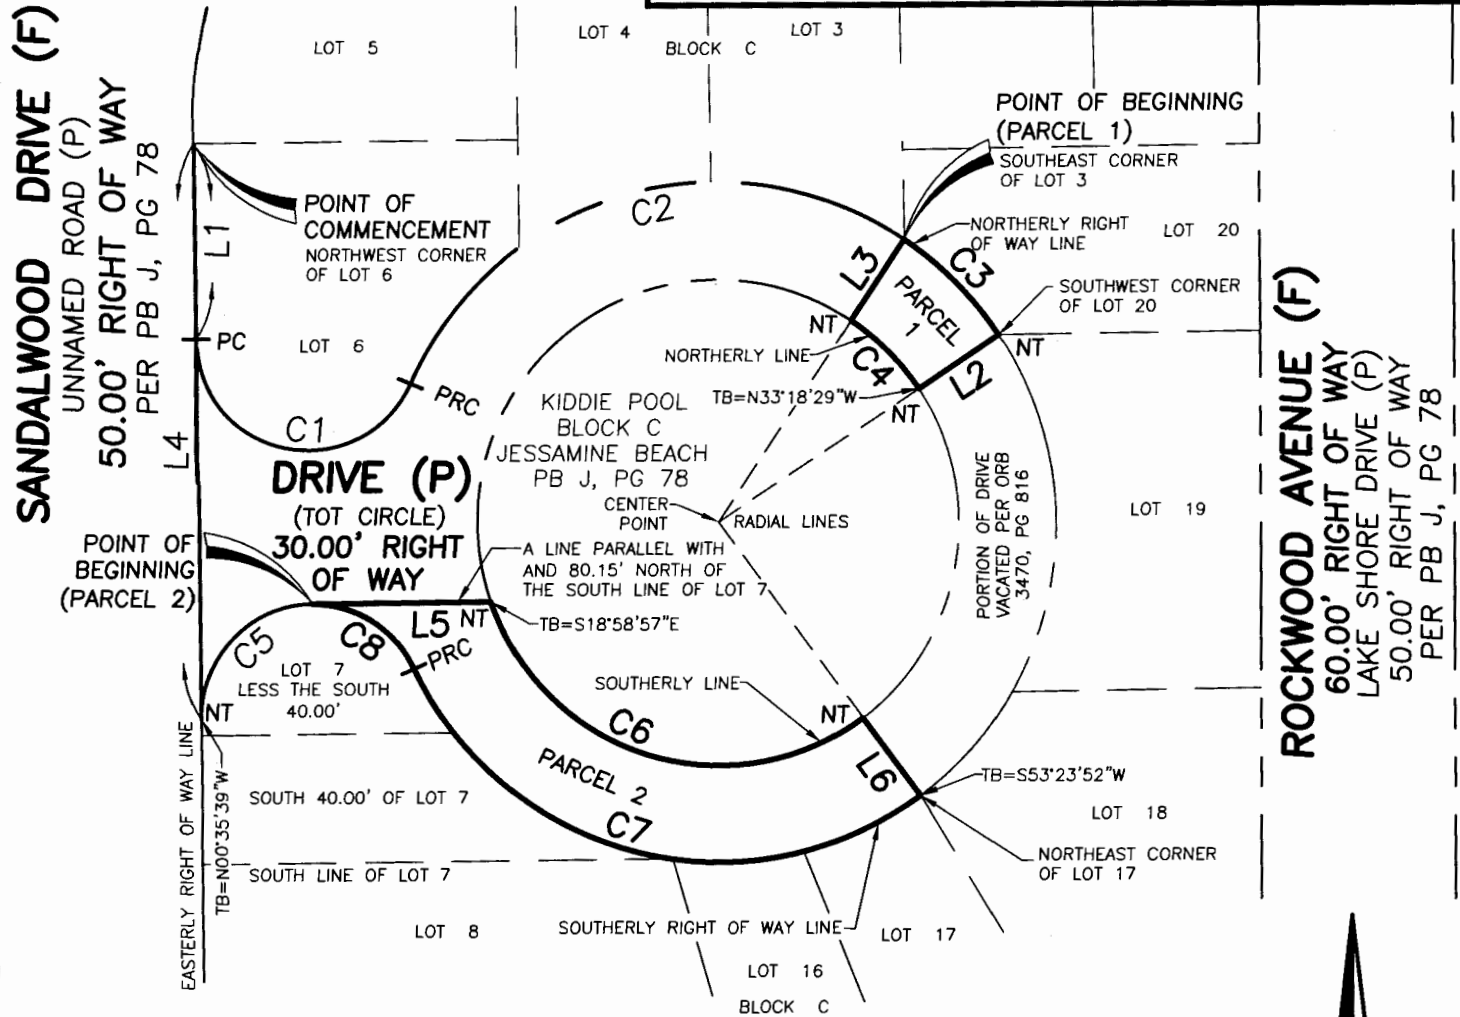 SANDALWOOD DRIVE (F)
UNNAMED ROAD (P)
50.00' RIGHT OF WAY
PER PB J, PG 78
LOT 5
LOT 4
BLOCK C
LOT 3
POINT OF BEGINNING
(PARCEL 1)
SOUTHEAST CORNER
OF LOT 3
NORTHERLY RIGHT
OF WAY LINE
LOT 20
SOUTHWEST CORNER
OF LOT 20
POINT OF
COMMENCEMENT
NORTHWEST CORNER
OF LOT 6
L1
C2
L3
C3
PARCEL
1
NT
NT
L2
C4
NT
NORTHERLY LINE
TB=N33°18'29"W
PC
LOT 6
PRC
C1
L4
KIDDIE POOL
BLOCK C
JESSAMINE BEACH
PB J, PG 78
CENTER
POINT
RADIAL LINES
DRIVE (P)
(TOT CIRCLE)
30.00' RIGHT
OF WAY
A LINE PARALLEL WITH
AND 80.15' NORTH OF
THE SOUTH LINE OF LOT 7
PORTION OF DRIVE
VACATED PER ORB
3470, PG 816
LOT 19
ROCKWOOD AVENUE (F)
60.00' RIGHT OF WAY
LAKE SHORE DRIVE (P)
50.00' RIGHT OF WAY
PER PB J, PG 78
POINT OF
BEGINNING
(PARCEL 2)
L5
NT
TB=S18°58'57"E
C5
C8
PRC
LOT 7
LESS THE SOUTH
40.00'
NT
SOUTHERLY LINE
NT
C6
L6
TB=S53°23'52"W
PARCEL 2
C7
LOT 18
NORTHEAST CORNER
OF LOT 17
EASTERLY RIGHT OF WAY LINE
TB=N00°35'39"W
SOUTH 40.00' OF LOT 7
SOUTH LINE OF LOT 7
LOT 8
SOUTHERLY RIGHT OF WAY LINE
LOT 17
LOT 16
BLOCK C